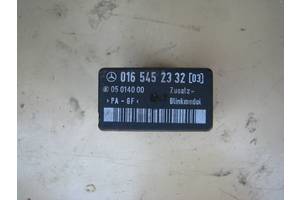 016 545 23 32 [03]
05 0140 00 Zusatz-
>PA-GF< Blinkmodul